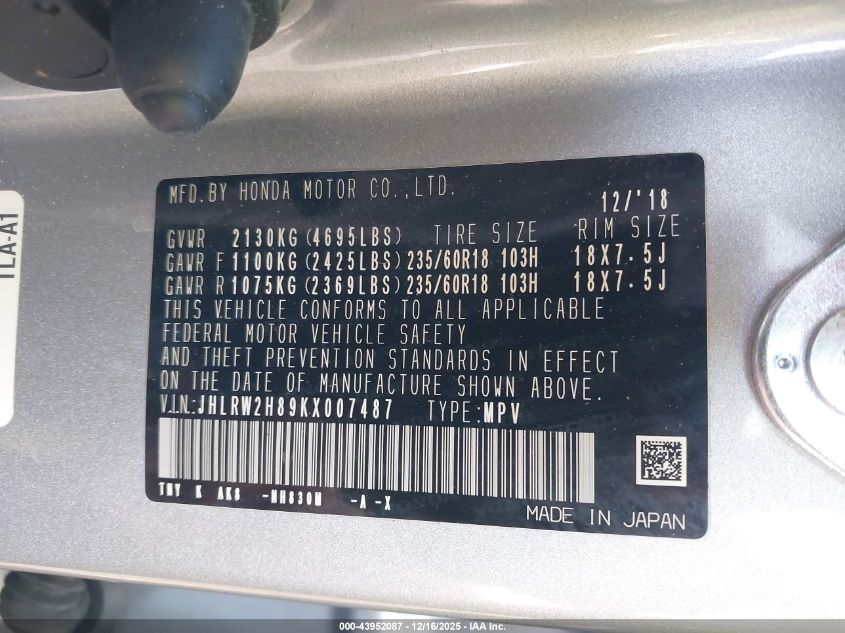 MFD. BY HONDA MOTOR CO., LTD. 12/'18
GVWR 2130KG (4695LBS) TIRE SIZE RIM SIZE
GAWR F 1100KG (2425LBS) 235/60R18 103H 18X7.5J
GAWR R 1075KG (2369LBS) 235/60R18 103H 18X7.5J
THIS VEHICLE CONFORMS TO ALL APPLICABLE
FEDERAL MOTOR VEHICLE SAFETY
AND THEFT PREVENTION STANDARDS IN EFFECT
ON THE DATE OF MANUFACTURE SHOWN ABOVE.
V.I.N:JHLRW2H89KX007487 TYPE:MPV
TNY K AK8 -NH830M -A -X
MADE IN JAPAN
TLA-A1
000-43952087 - 12/16/2025 - IAA Inc.